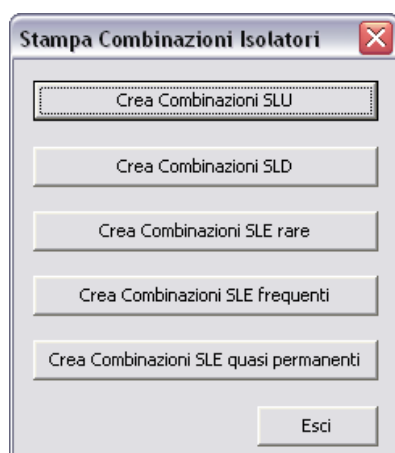 Stampa Combinazioni Isolatori
Crea Combinazioni SLU
Crea Combinazioni SLD
Crea Combinazioni SLE rare
Crea Combinazioni SLE frequenti
Crea Combinazioni SLE quasi permanenti
Esci